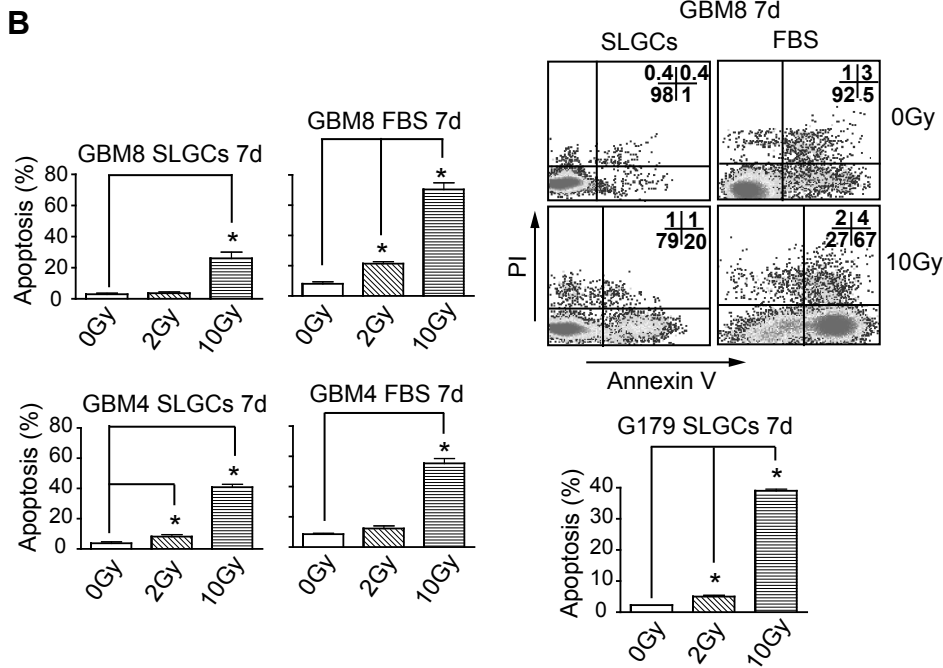 B
GBM8 SLGCs 7d
Apoptosis (%)
80
60
40
20
0
0Gy
2Gy
10Gy
*
GBM8 FBS 7d
*
*
0Gy
2Gy
10Gy
GBM8 7d
SLGCs
FBS
0.4 0.4
98 1
1 3
92 5
0Gy
1 1
79 20
2 4
27 67
10Gy
PI
Annexin V
GBM4 SLGCs 7d
Apoptosis (%)
80
60
40
20
0
*
*
0Gy
2Gy
10Gy
GBM4 FBS 7d
*
0Gy
2Gy
10Gy
G179 SLGCs 7d
Apoptosis (%)
40
30
20
10
0
*
*
0Gy
2Gy
10Gy